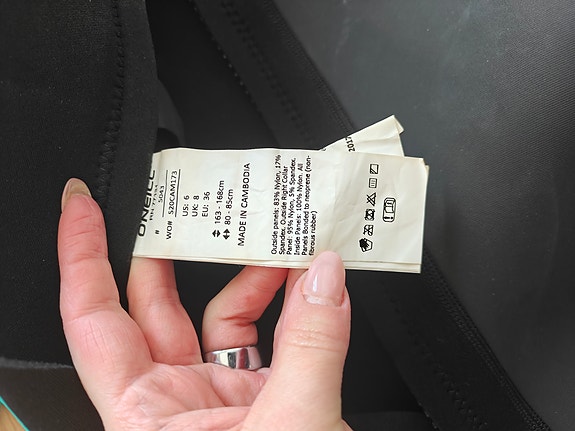 O'NEILL
# 5043
WO# S20CAM173
US: 6
UK: 8
EU: 36
163 - 168cm
80 - 85cm
MADE IN CAMBODIA
Outside panels: 83% Nylon, 17%
Spandex. Outside Right Collar
Panel: 95% Nylon, 5% Spandex.
Inside Panels: 100% Nylon. All
Panels Bonded to neoprene (non-
fibrous rubber)